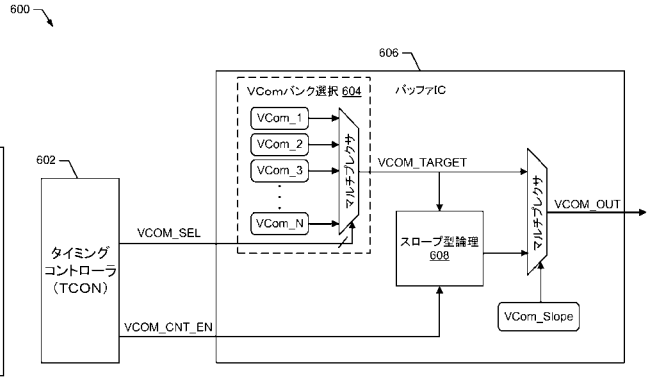 600
606
VComバンク選択 604
バッファIC
VCom_1
VCom_2
VCom_3
VCom_N
マルチプレクサ
VCOM_TARGET
マルチプレクサ
VCOM_OUT
602
タイミング
コントローラ
(TCON)
VCOM_SEL
スロープ型論理
608
VCom_Slope
VCOM_CNT_EN